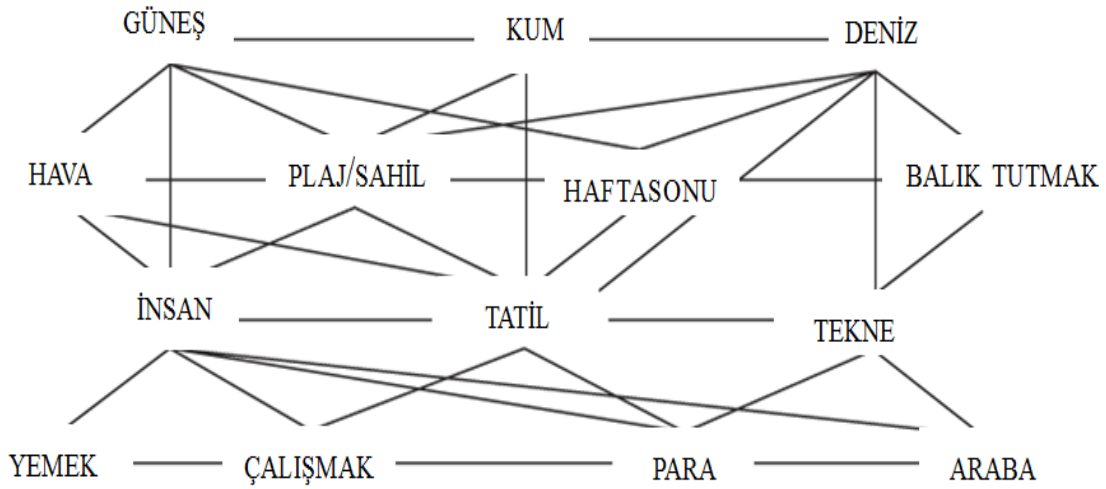 GÜNEŞ KUM DENİZ
HAVA PLAJ/SAHİL HAFTASONU BALIK TUTMAK
İNSAN TATİL TEKNE
YEMEK ÇALIŞMAK PARA ARABA